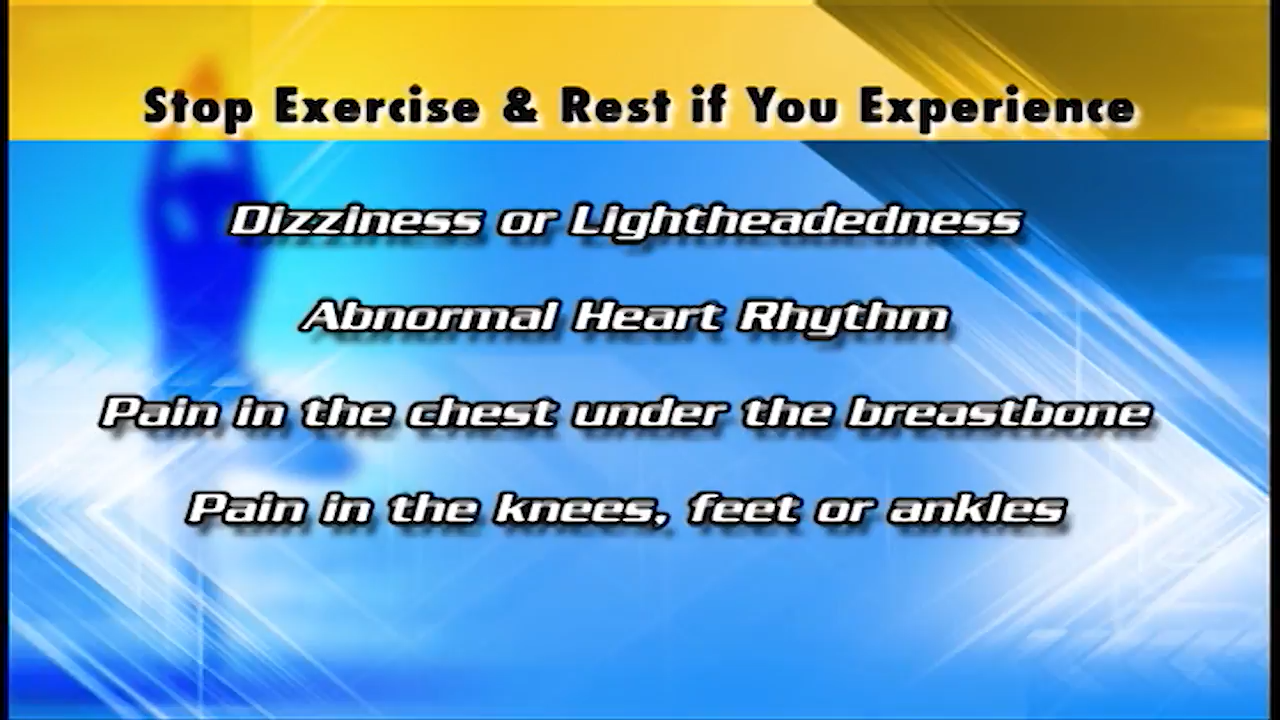 Stop Exercise & Rest if You Experience
Dizziness or Lightheadedness
Abnormal Heart Rhythm
Pain in the chest under the breastbone
Pain in the knees, feet or ankles